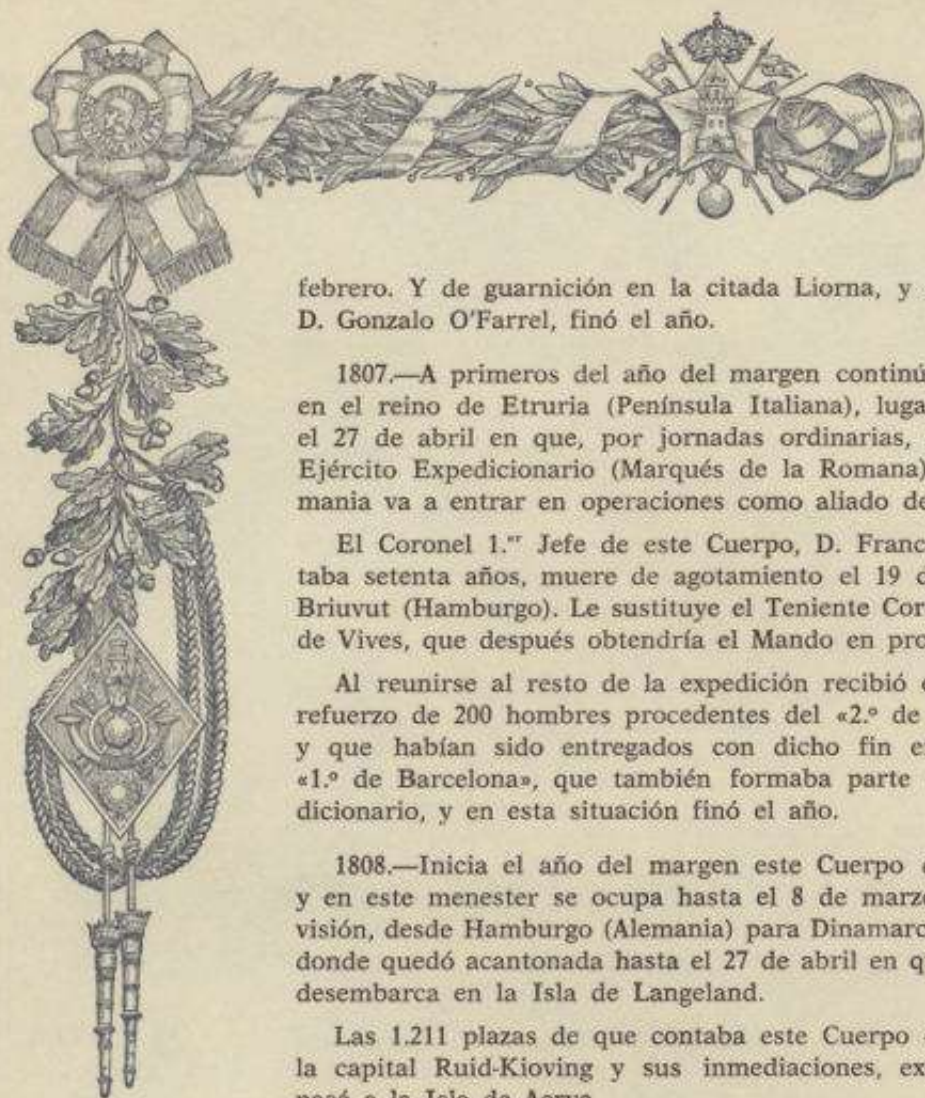 febrero. Y de guarnición en la citada Liorna, y
D. Gonzalo O'Farrel, finó el año.
1807.—A primeros del año del margen continú
en el reino de Etruria (Península Italiana), luga
el 27 de abril en que, por jornadas ordinarias,
Ejército Expedicionario (Marqués de la Romana)
mania va a entrar en operaciones como aliado de
El Coronel 1.er Jefe de este Cuerpo, D. Franc
taba setenta años, muere de agotamiento el 19 d
Briuvut (Hamburgo). Le sustituye el Teniente Cor
de Vives, que después obtendría el Mando en pro
Al reunirse al resto de la expedición recibió
refuerzo de 200 hombres procedentes del «2.º de
y que habían sido entregados con dicho fin e
«1.º de Barcelona», que también formaba parte
dicionario, y en esta situación finó el año.
1808.—Inicia el año del margen este Cuerpo
y en este menester se ocupa hasta el 8 de marz
visión, desde Hamburgo (Alemania) para Dinamarc
donde quedó acantonada hasta el 27 de abril en q
desembarca en la Isla de Langeland.
Las 1.211 plazas de que contaba este Cuerpo
la capital Ruid-Kioving y sus inmediaciones, ex
pasó a la Isla de Aerve